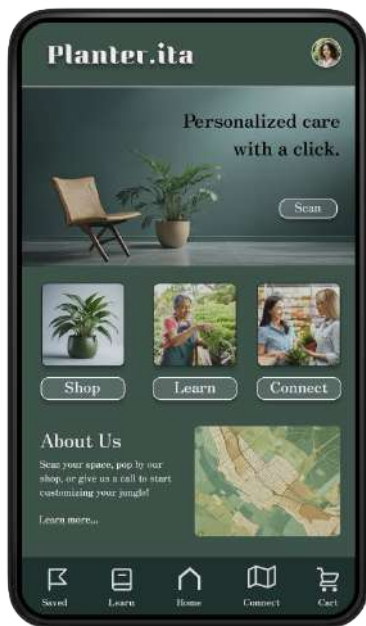 Planter.ita
Personalized care
with a click.
Scan
Shop
Learn
Connect
About Us
Scan your space, pop by our
shop, or give us a call to start
customizing your jungle!
Learn more...
Saved
Learn
Home
Connect
Cart